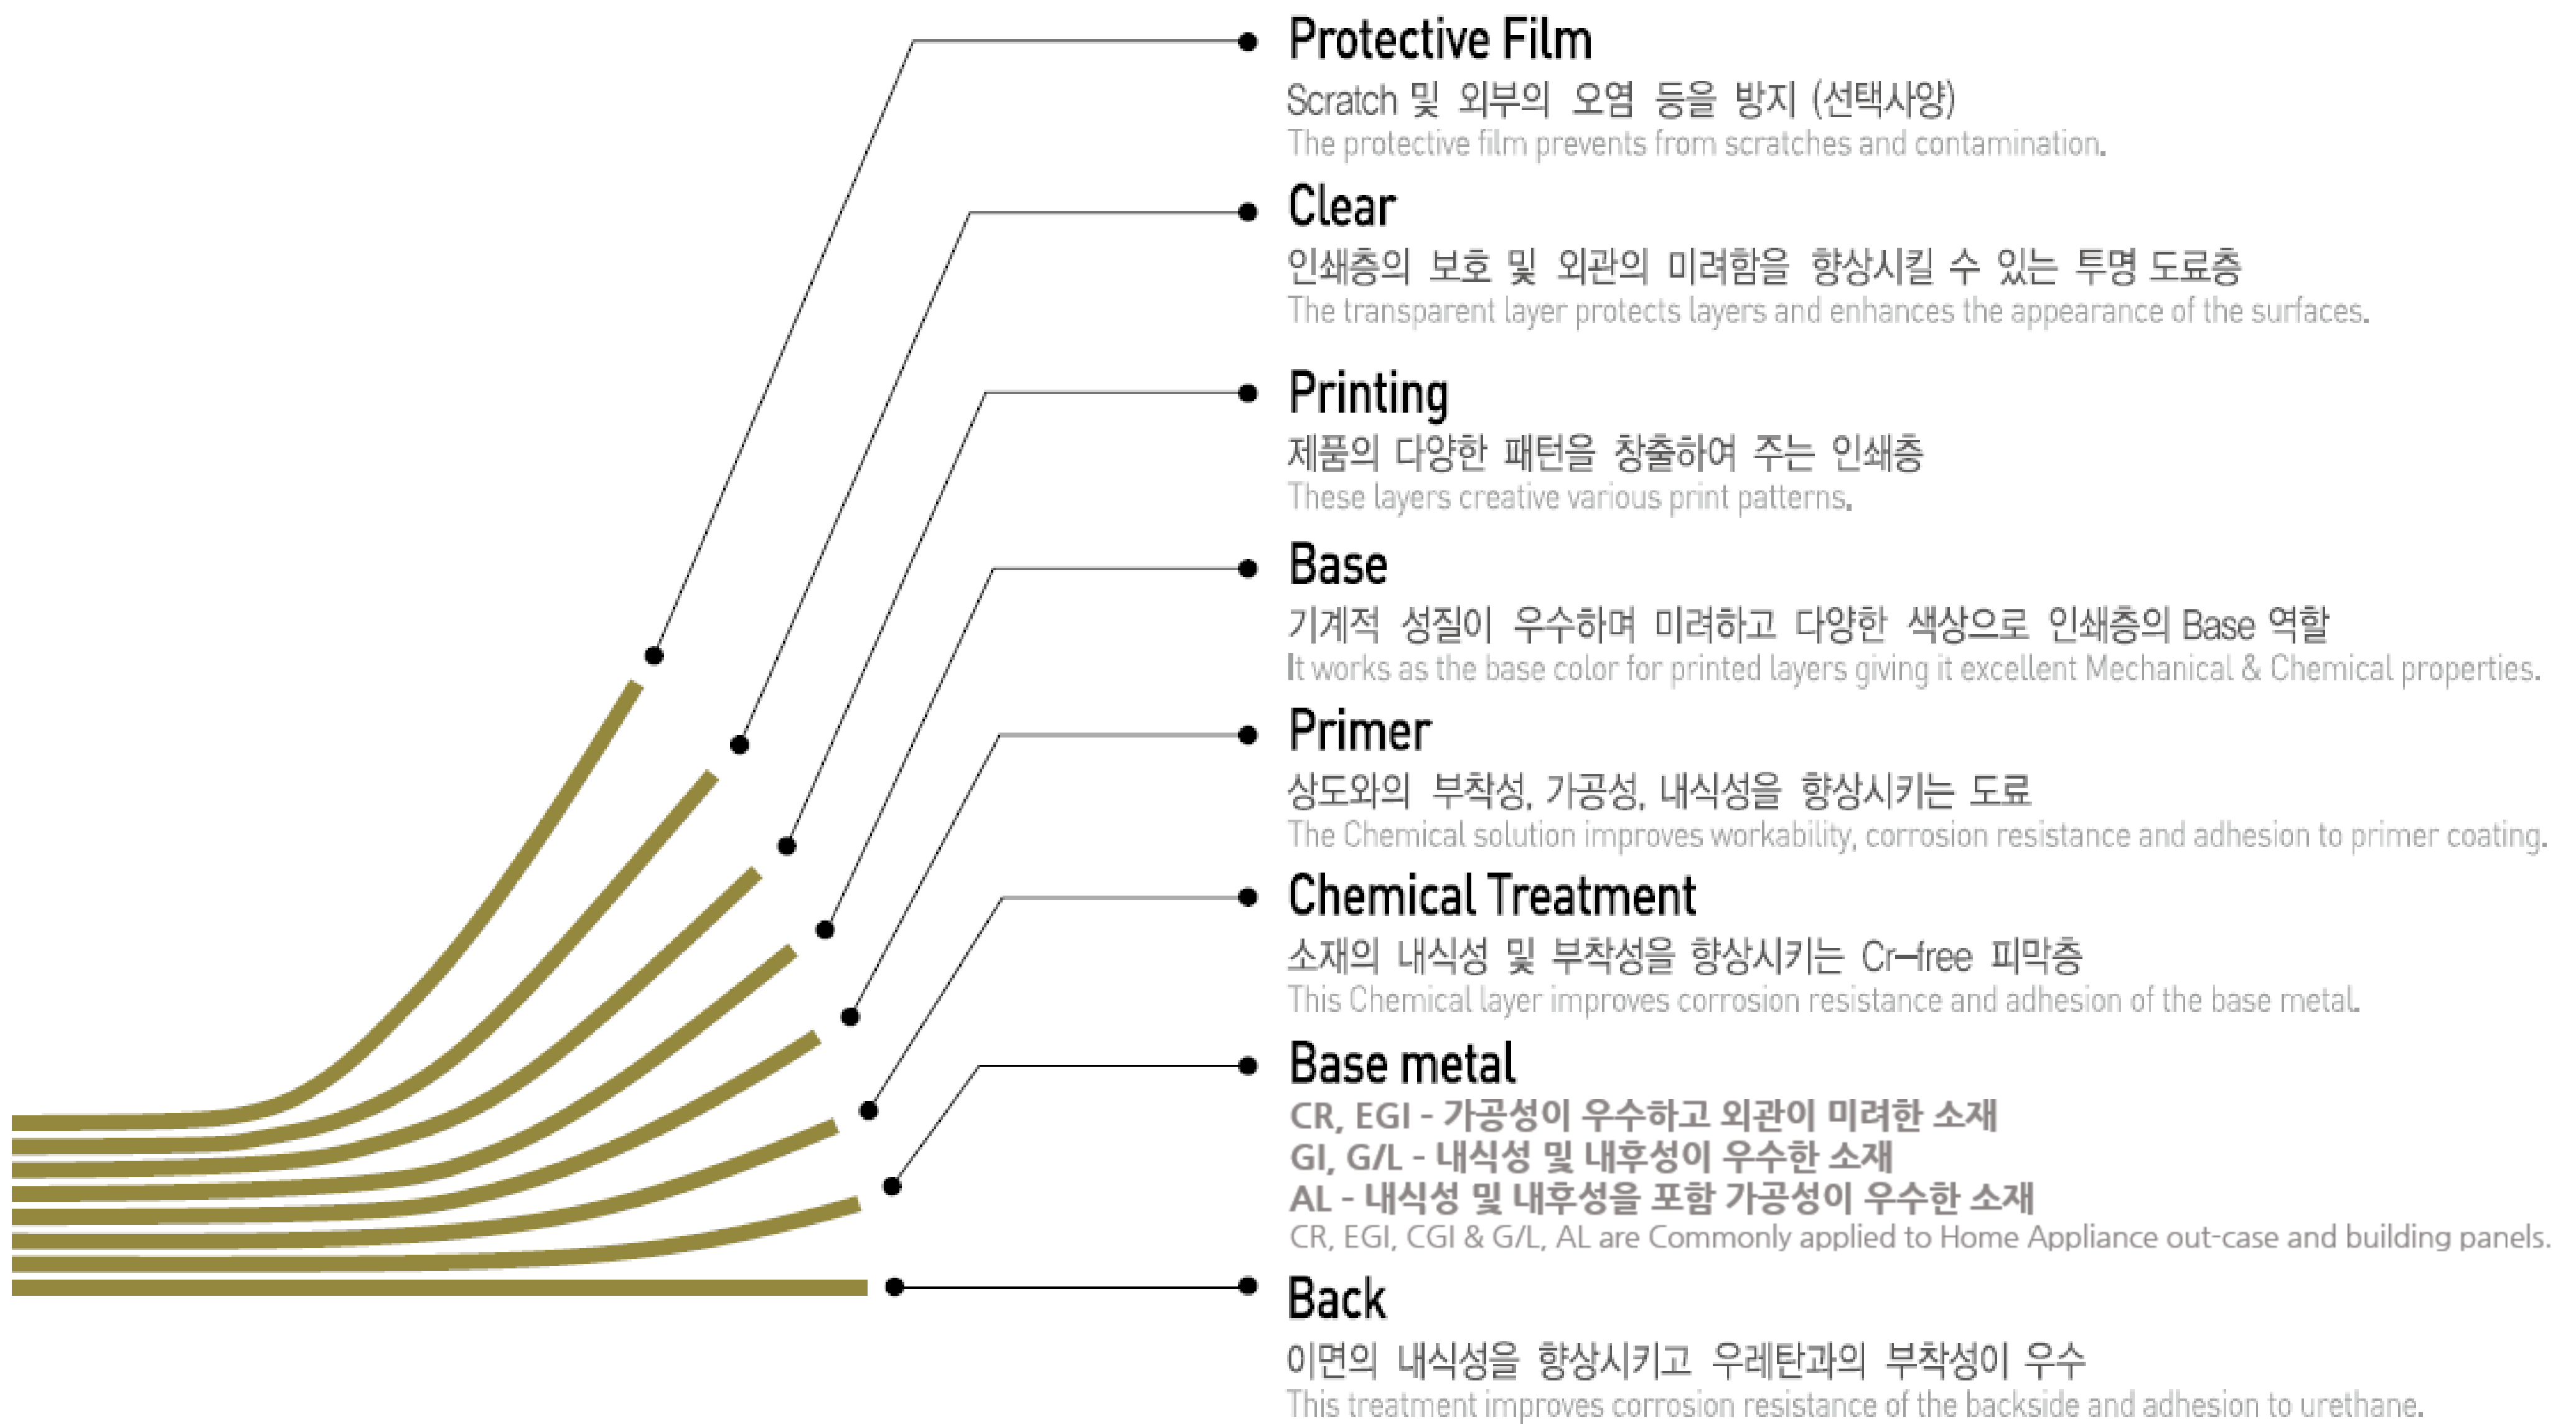 Protective Film
Scratch 및 외부의 오염 등을 방지 (선택사양)
The protective film prevents from scratches and contamination.
Clear
인쇄층의 보호 및 외관의 미려함을 향상시킬 수 있는 투명 도료층
The transparent layer protects layers and enhances the appearance of the surfaces.
Printing
제품의 다양한 패턴을 창출하여 주는 인쇄층
These layers creative various print patterns.
Base
기계적 성질이 우수하며 미려하고 다양한 색상으로 인쇄층의 Base 역할
It works as the base color for printed layers giving it excellent Mechanical & Chemical properties.
Primer
상도와의 부착성, 가공성, 내식성을 향상시키는 도료
The Chemical solution improves workability, corrosion resistance and adhesion to primer coating.
Chemical Treatment
소재의 내식성 및 부착성을 향상시키는 Cr-free 피막층
This Chemical layer improves corrosion resistance and adhesion of the base metal.
Base metal
CR, EGI - 가공성이 우수하고 외관이 미려한 소재
GI, G/L - 내식성 및 내후성이 우수한 소재
AL - 내식성 및 내후성을 포함 가공성이 우수한 소재
CR, EGI, CGI & G/L, AL are Commonly applied to Home Appliance out-case and building panels.
Back
이면의 내식성을 향상시키고 우레탄과의 부착성이 우수
This treatment improves corrosion resistance of the backside and adhesion to urethane.